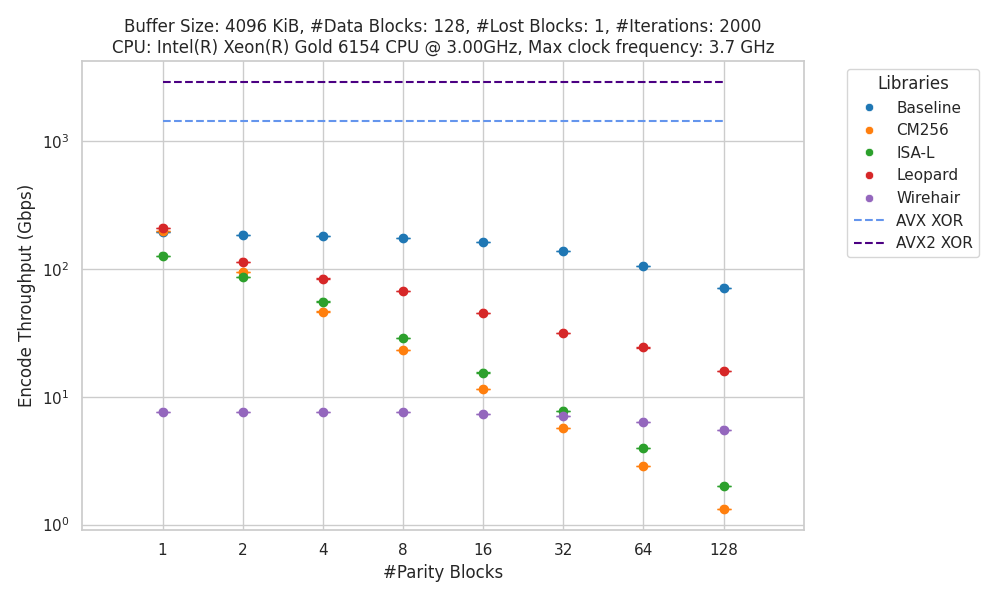 Buffer Size: 4096 KiB, #Data Blocks: 128, #Lost Blocks: 1, #Iterations: 2000
CPU: Intel(R) Xeon(R) Gold 6154 CPU @ 3.00GHz, Max clock frequency: 3.7 GHz
Encode Throughput (Gbps)
10³
10²
10¹
10⁰
1 2 4 8 16 32 64 128
#Parity Blocks
Libraries
Baseline
CM256
ISA-L
Leopard
Wirehair
AVX XOR
AVX2 XOR